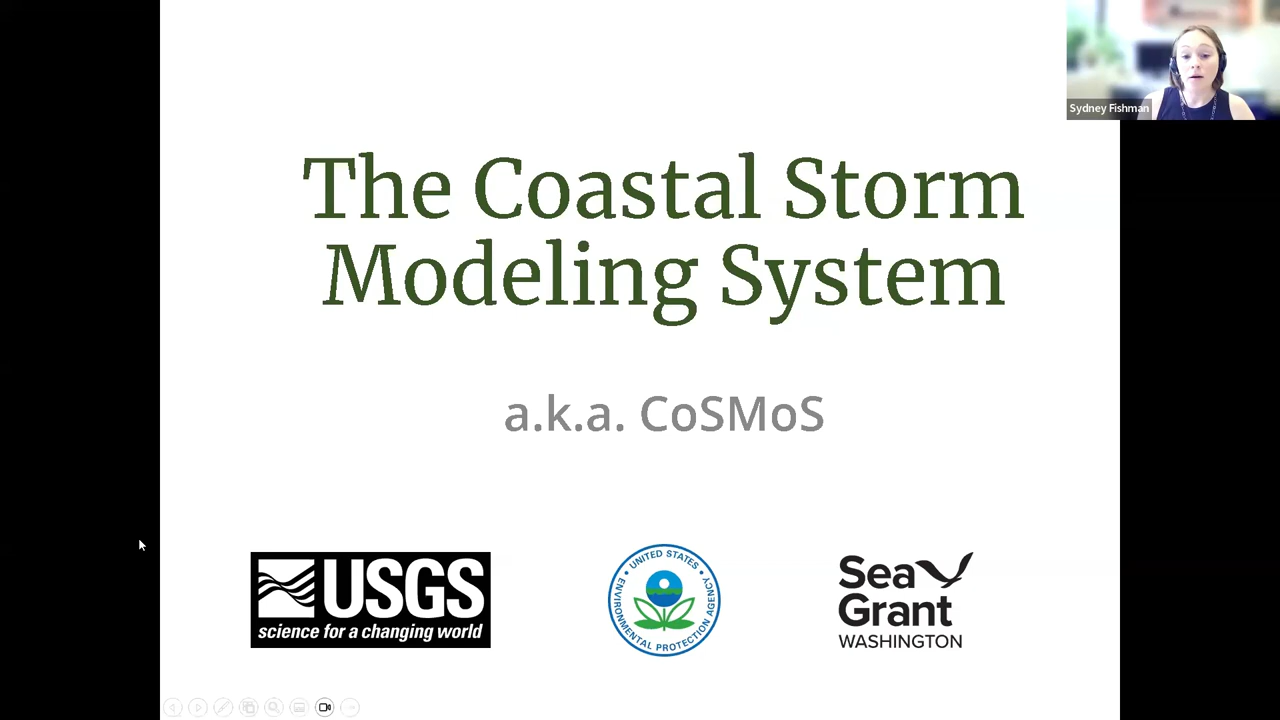 Sydney Fishman
The Coastal Storm
Modeling System
a.k.a. CoSMoS
USGS
science for a changing world
UNITED STATES
ENVIRONMENTAL PROTECTION AGENCY
Sea
Grant
WASHINGTON